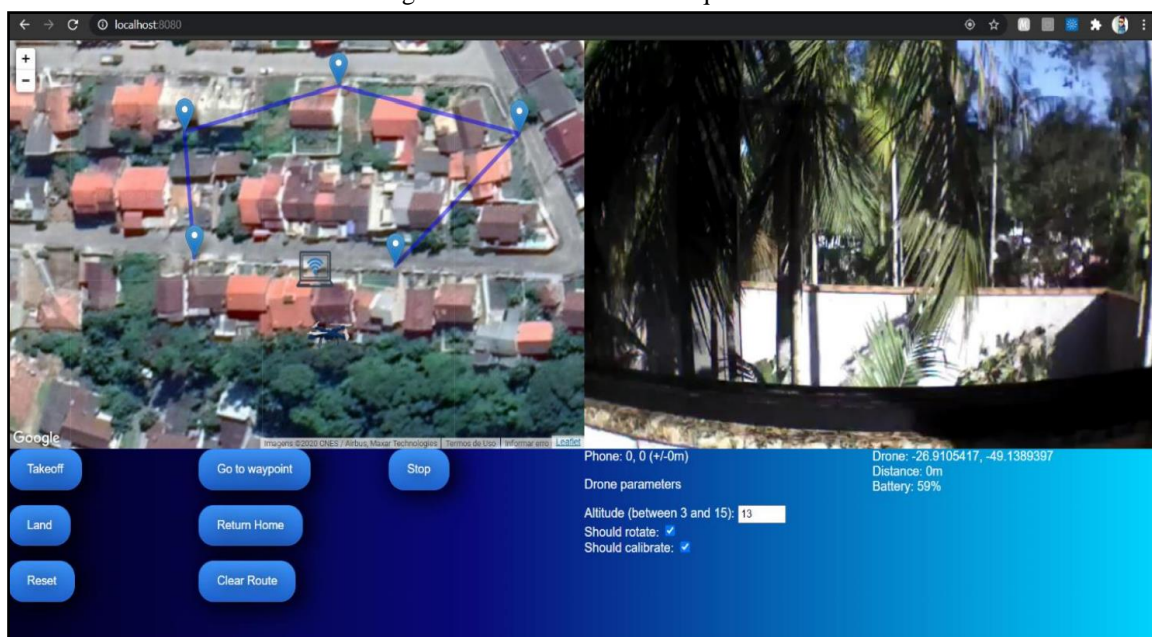 localhost:8080
+
−
Google
Imagens ©2020 CNES / Airbus, Maxar Technologies
Termos de Uso
Informar erro
Leaflet
Takeoff
Go to waypoint
Stop
Land
Return Home
Reset
Clear Route
Phone: 0, 0 (+/-0m)
Drone parameters
Altitude (between 3 and 15): 13
Should rotate:
Should calibrate:
Drone: -26.9105417, -49.1389397
Distance: 0m
Battery: 59%